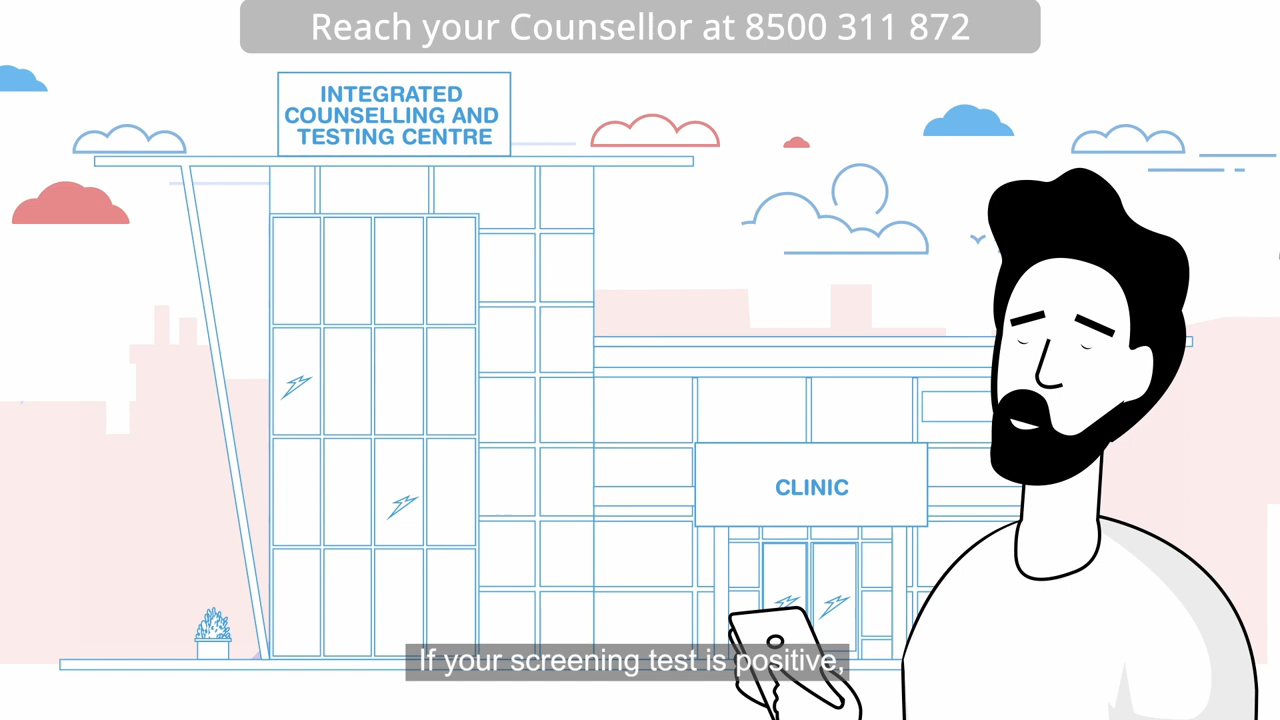 Reach your Counsellor at 8500 311 872
INTEGRATED
COUNSELLING AND
TESTING CENTRE
CLINIC
If your screening test is positive,